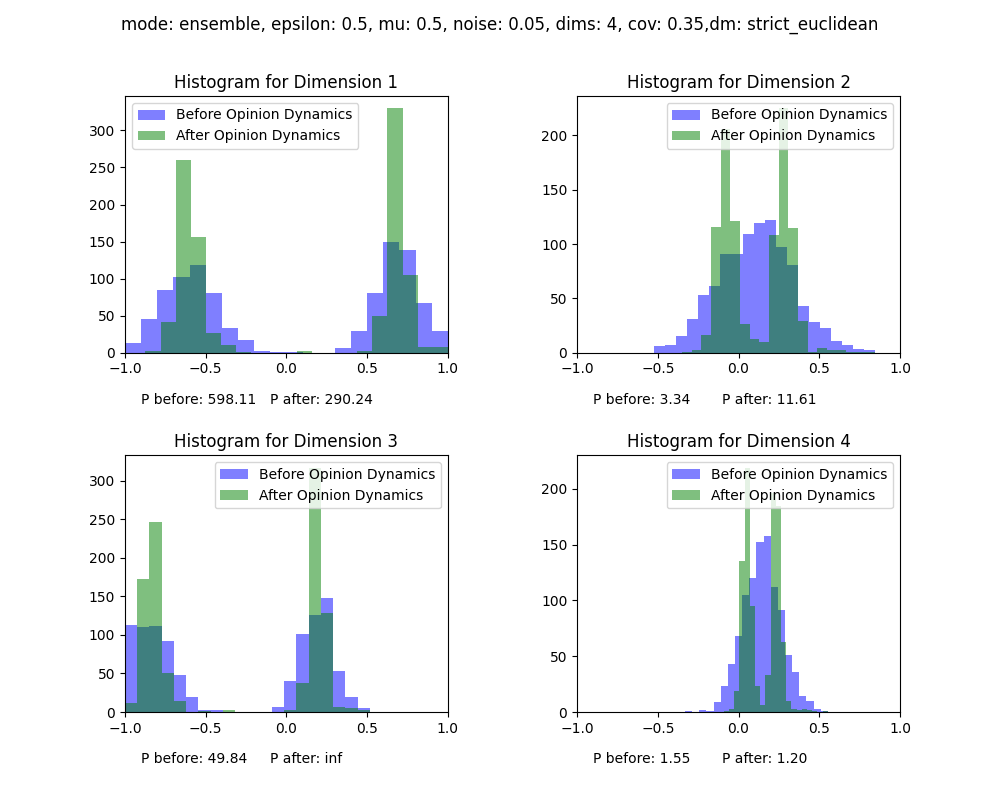 mode: ensemble, epsilon: 0.5, mu: 0.5, noise: 0.05, dims: 4, cov: 0.35,dm: strict_euclidean
Histogram for Dimension 1
Before Opinion Dynamics
After Opinion Dynamics
300
250
200
150
100
50
0
−1.0 −0.5 0.0 0.5 1.0
P before: 598.11 P after: 290.24
Histogram for Dimension 2
Before Opinion Dynamics
After Opinion Dynamics
200
150
100
50
0
−1.0 −0.5 0.0 0.5 1.0
P before: 3.34 P after: 11.61
Histogram for Dimension 3
Before Opinion Dynamics
After Opinion Dynamics
300
250
200
150
100
50
0
−1.0 −0.5 0.0 0.5 1.0
P before: 49.84 P after: inf
Histogram for Dimension 4
Before Opinion Dynamics
After Opinion Dynamics
200
150
100
50
0
−1.0 −0.5 0.0 0.5 1.0
P before: 1.55 P after: 1.20